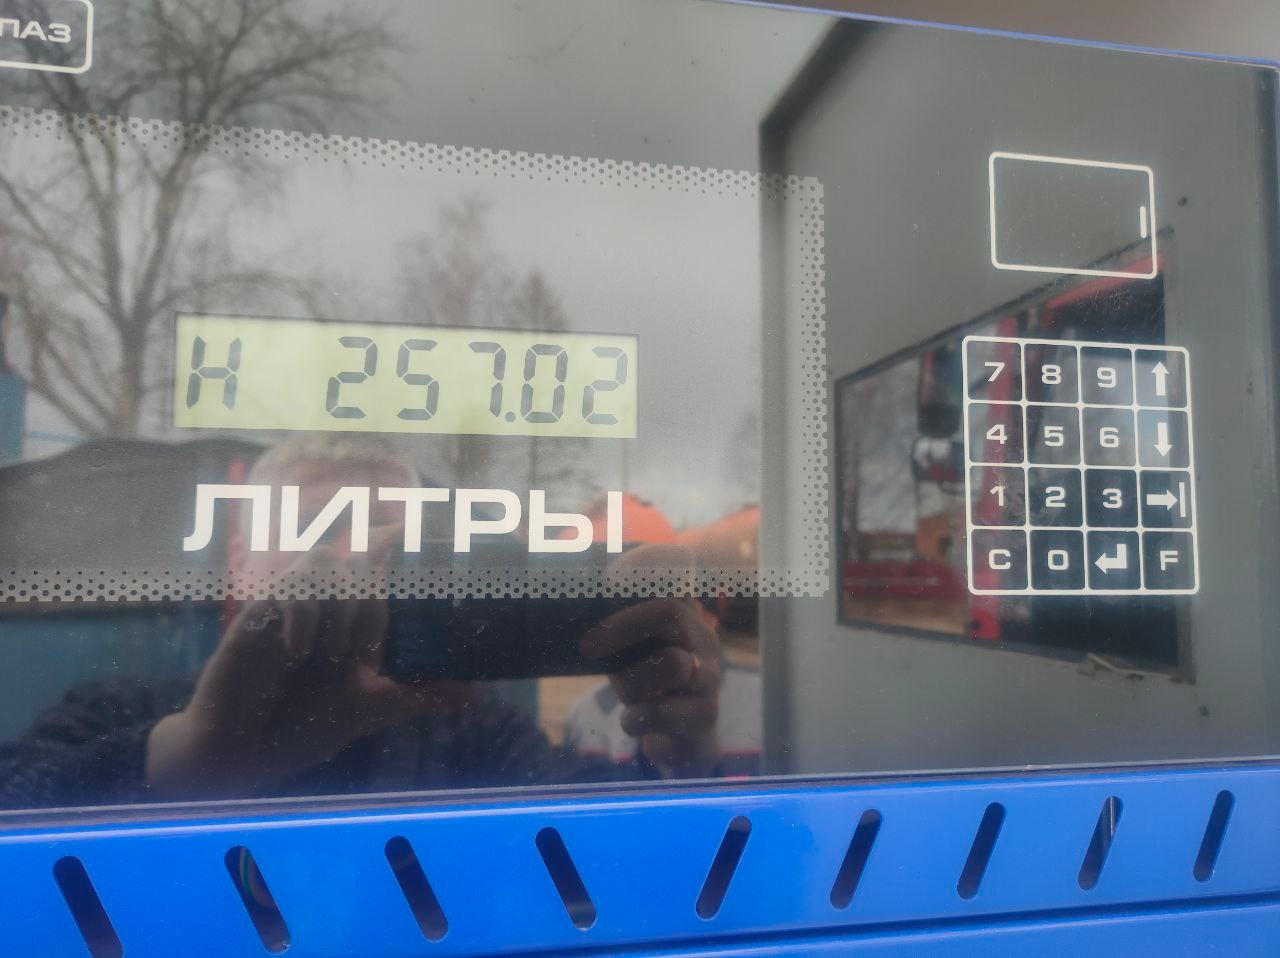 ПАЗ
H 257.02
ЛИТРЫ
7 8 9 ↑
4 5 6 ↓
1 2 3 →|
C 0 ↵ F